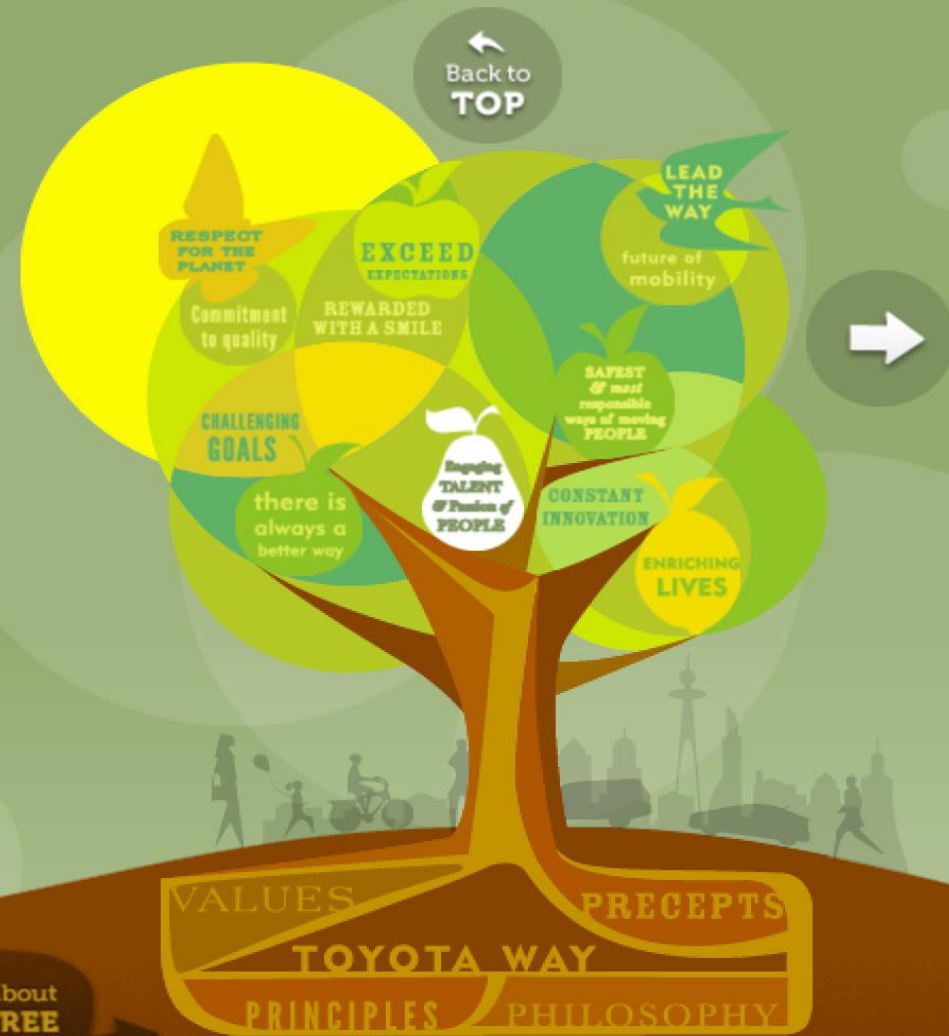 Back to
TOP
LEAD
THE
WAY
RESPECT
FOR THE
PLANET
EXCEED
EXPECTATIONS
future of
mobility
Commitment
to quality
REWARDED
WITH A SMILE
SAFEST
& most
responsible
ways of moving
PEOPLE
CHALLENGING
GOALS
Engaging
TALENT
& Passion of
PEOPLE
there is
always a
better way
CONSTANT
INNOVATION
ENRICHING
LIVES
VALUES
PRECEPTS
TOYOTA WAY
PRINCIPLES
PHILOSOPHY
bout
REE